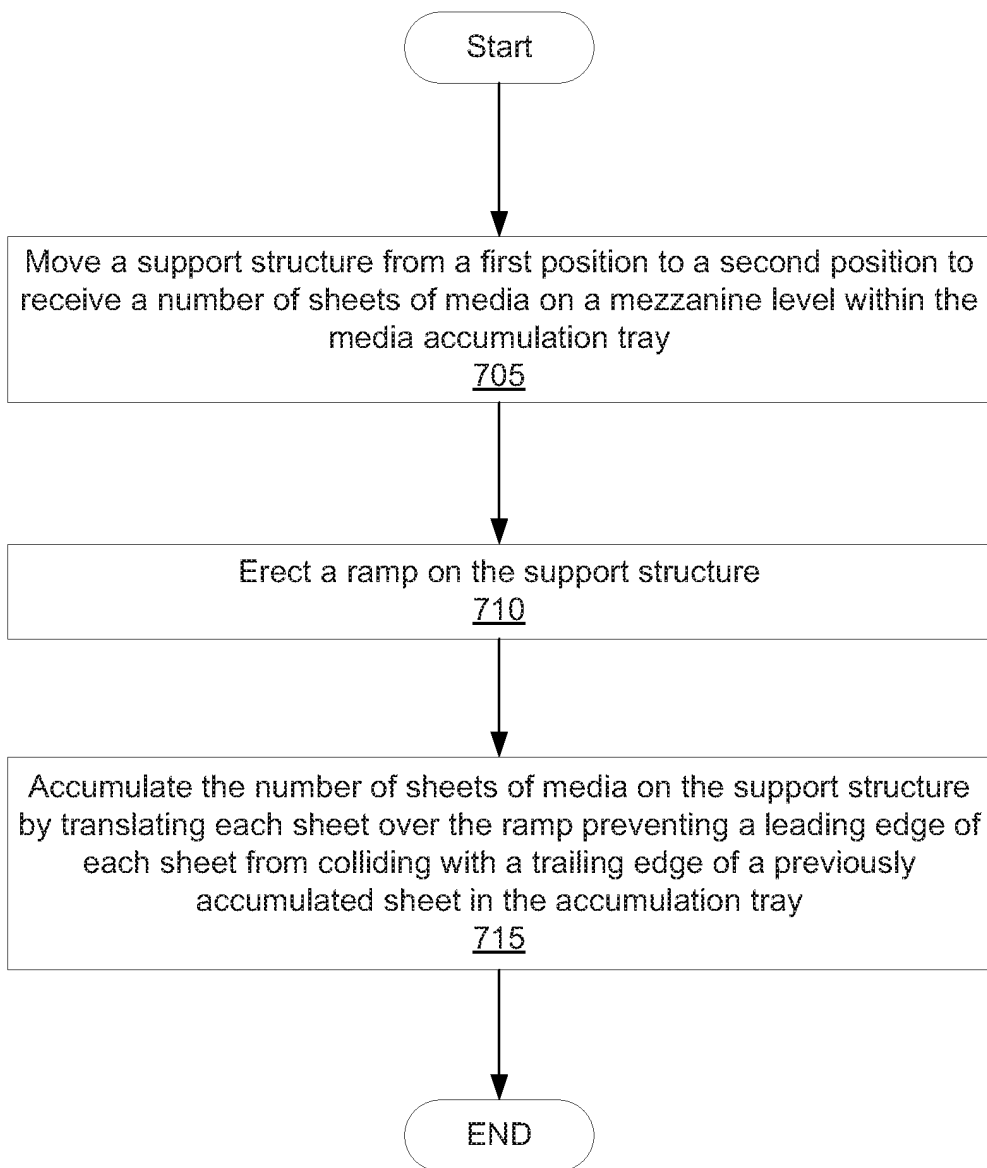 Start
Move a support structure from a first position to a second position to
receive a number of sheets of media on a mezzanine level within the
media accumulation tray
705
Erect a ramp on the support structure
710
Accumulate the number of sheets of media on the support structure
by translating each sheet over the ramp preventing a leading edge of
each sheet from colliding with a trailing edge of a previously
accumulated sheet in the accumulation tray
715
END